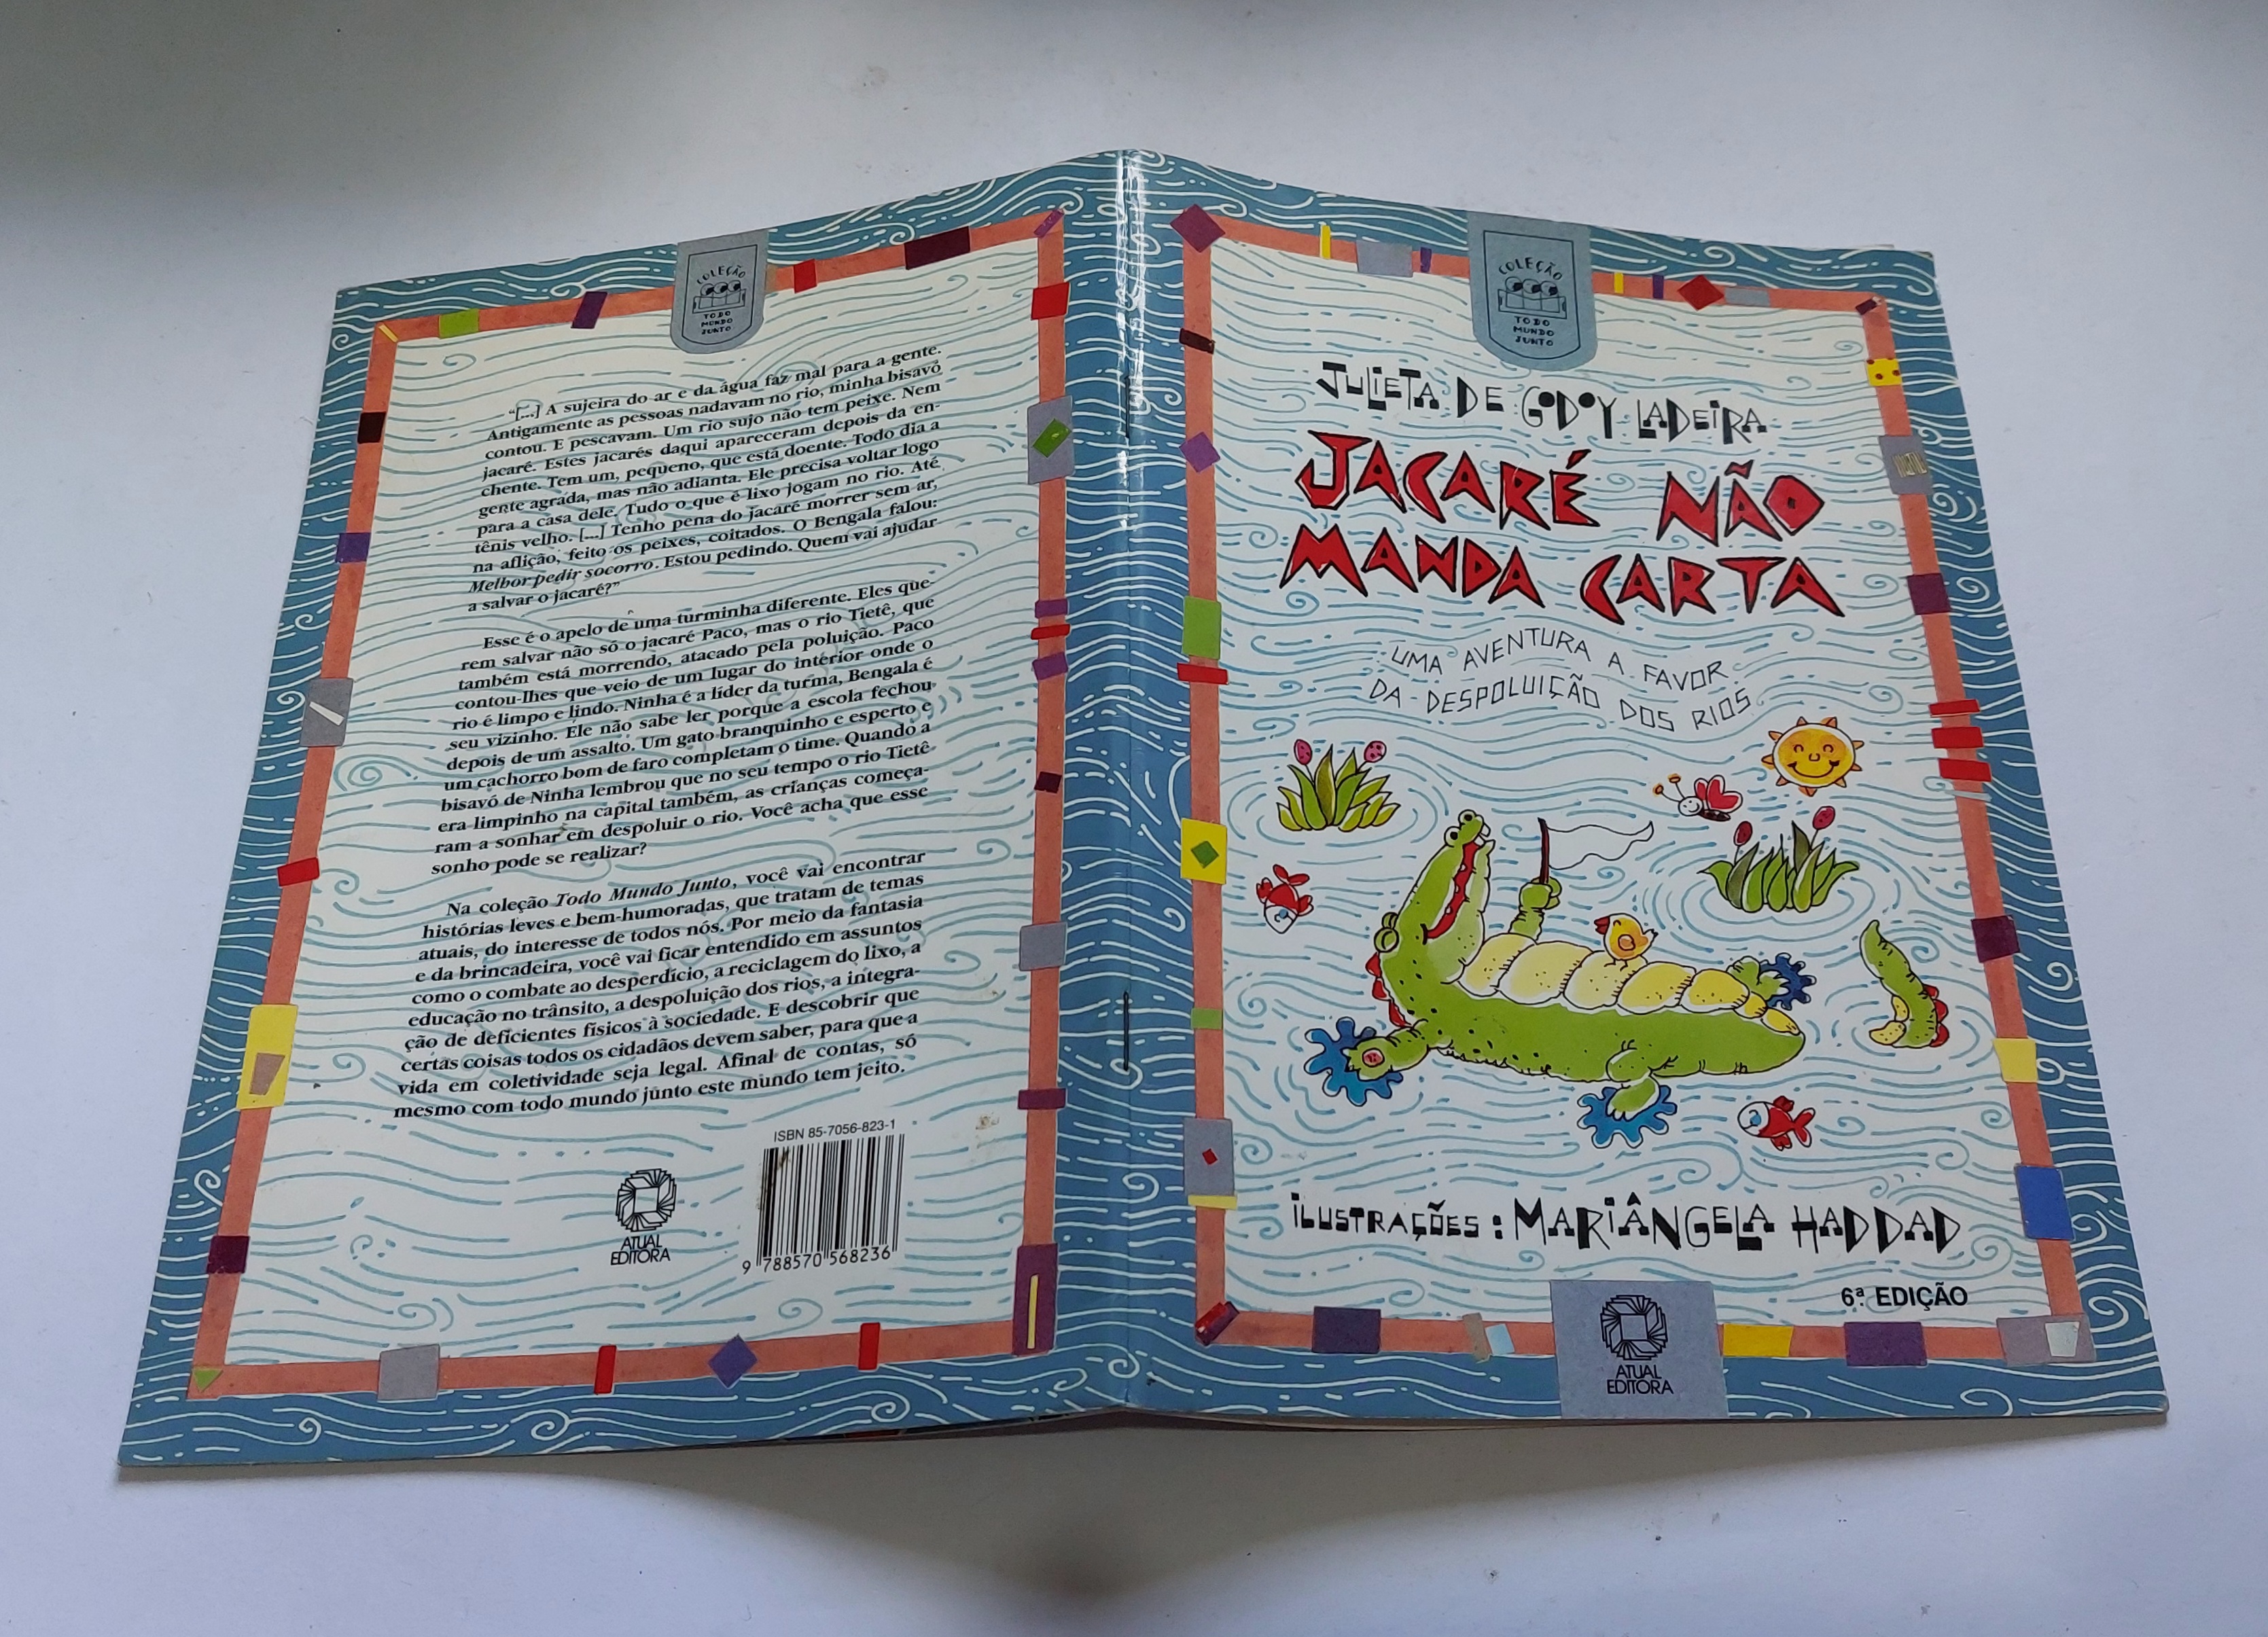 COLEÇÃO
TODO
MUNDO
JUNTO
"[...] A sujeira do ar e da água faz mal para a gente.
Antigamente as pessoas nadavam no rio, minha bisavó
contou. E pescavam. Um rio sujo não tem peixe. Nem
jacaré. Estes jacarés daqui apareceram depois da en-
chente. Tem um, pequeno, que está doente. Todo dia a
gente agrada, mas não adianta. Ele precisa voltar logo
para a casa dele. Tudo o que é lixo jogam no rio. Até
tênis velho. [...] Tenho pena do jacaré morrer sem ar,
na aflição, feito os peixes, coitados. O Bengala falou:
Melhor pedir socorro. Estou pedindo. Quem vai ajudar
a salvar o jacaré?"
Esse é o apelo de uma turminha diferente. Eles que-
rem salvar não só o jacaré Paco, mas o rio Tietê, que
também está morrendo, atacado pela poluição. Paco
contou-lhes que veio de um lugar do interior onde o
rio é limpo e lindo. Ninha é a líder da turma, Bengala é
seu vizinho. Ele não sabe ler porque a escola fechou
depois de um assalto. Um gato branquinho e esperto e
um cachorro bom de faro completam o time. Quando a
bisavó de Ninha lembrou que no seu tempo o rio Tietê
era limpinho na capital também, as crianças começa-
ram a sonhar em despoluir o rio. Você acha que esse
sonho pode se realizar?
Na coleção Todo Mundo Junto, você vai encontrar
histórias leves e bem-humoradas, que tratam de temas
atuais, do interesse de todos nós. Por meio da fantasia
e da brincadeira, você vai ficar entendido em assuntos
como o combate ao desperdício, a reciclagem do lixo, a
educação no trânsito, a despoluição dos rios, a integra-
ção de deficientes físicos à sociedade. E descobrir que
certas coisas todos os cidadãos devem saber, para que a
vida em coletividade seja legal. Afinal de contas, só
mesmo com todo mundo junto este mundo tem jeito.
ISBN 85-7056-823-1
9 788570 568236
ATUAL
EDITORA
COLEÇÃO
TODO
MUNDO
JUNTO
JULIETA DE GODOY LADEIRA
JACARÉ NÃO
MANDA CARTA
UMA AVENTURA A FAVOR
DA DESPOLUIÇÃO DOS RIOS
ILUSTRAÇÕES: MARIÂNGELA HADDAD
6ª EDIÇÃO
ATUAL
EDITORA